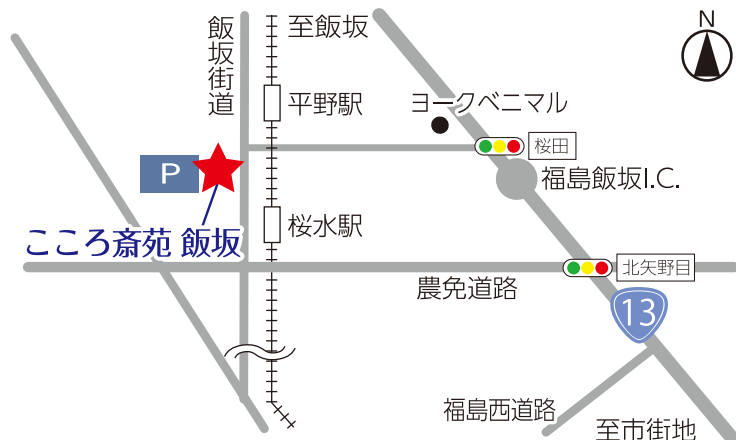 飯坂街道
至飯坂
N
平野駅
ヨークベニマル
桜田
P
福島飯坂I.C.
こころ斎苑 飯坂
桜水駅
北矢野目
農免道路
13
福島西道路
至市街地